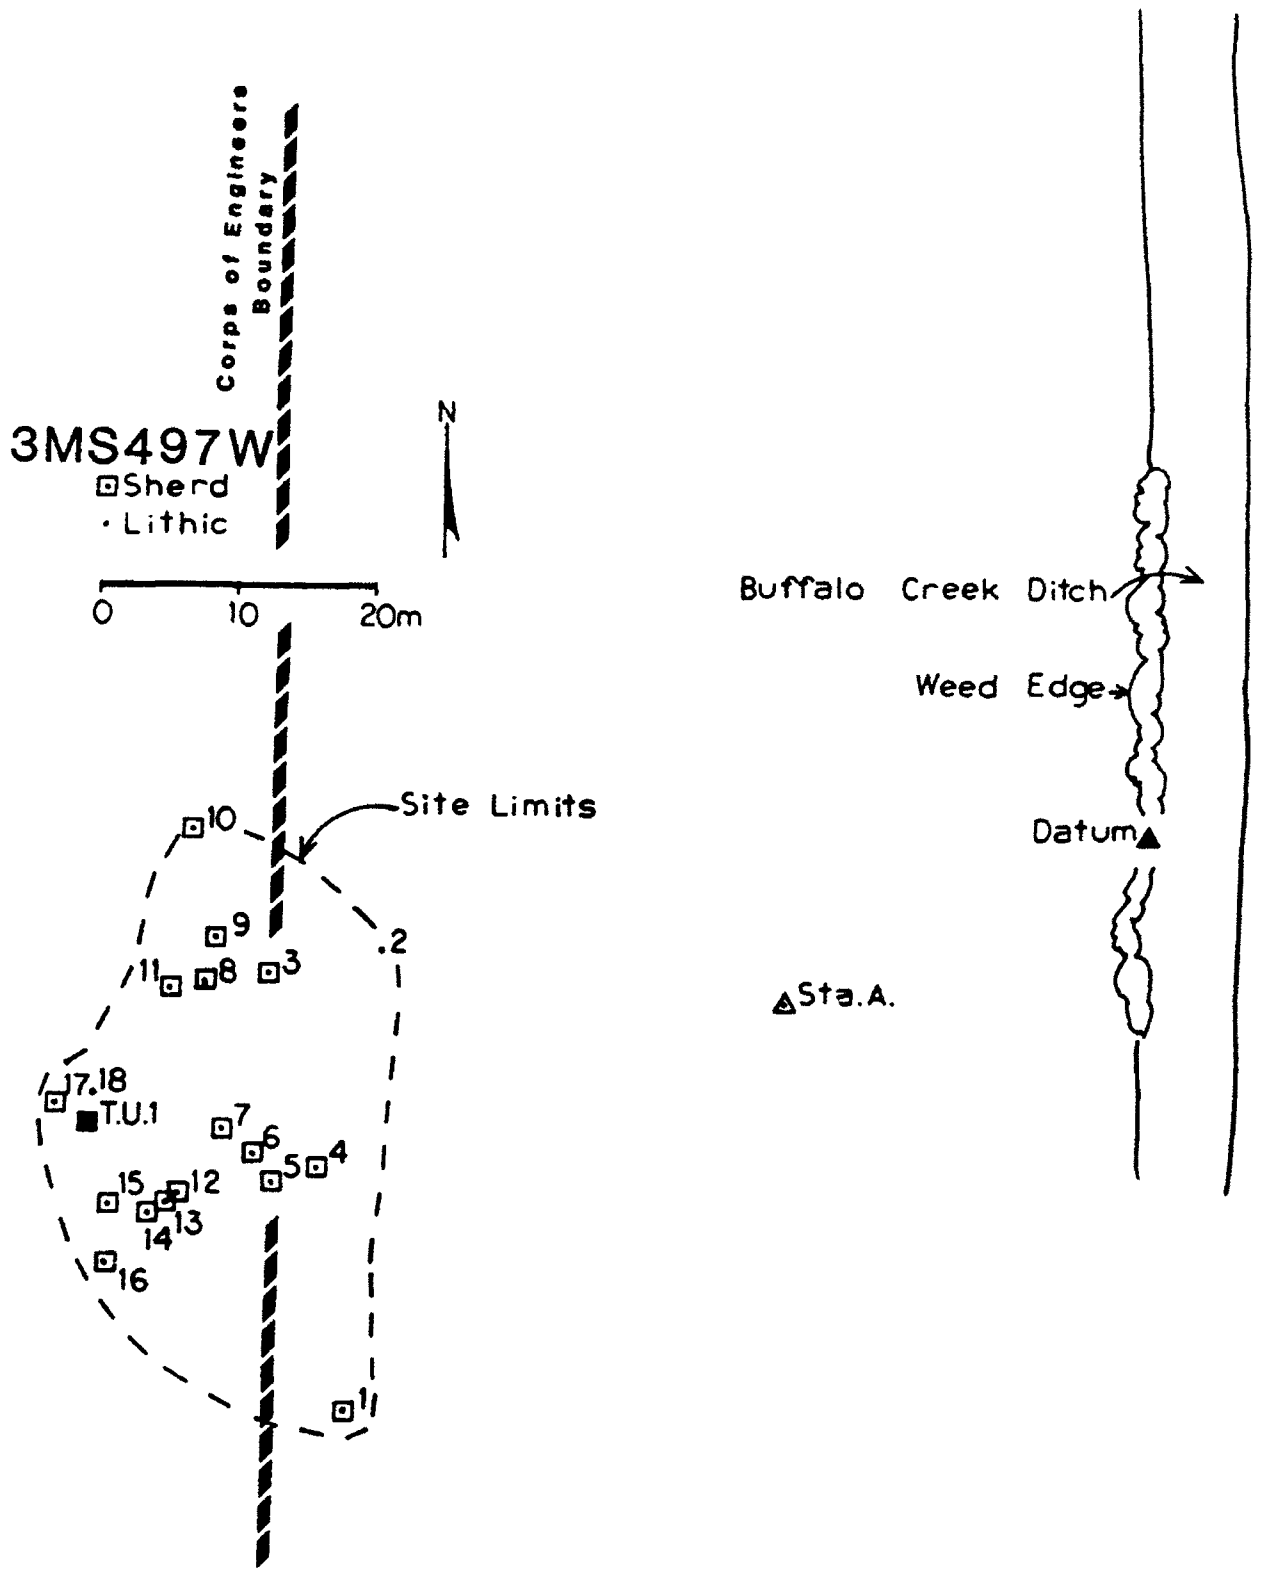 Corps of Engineers
Boundary
3MS497W
Sherd
Lithic
N
0 10 20m
Buffalo Creek Ditch
Weed Edge
Site Limits
Datum
10
9
.2
11
8
3
Sta.A.
17
.18
T.U.1
7
6
5
4
15
12
13
14
16
1